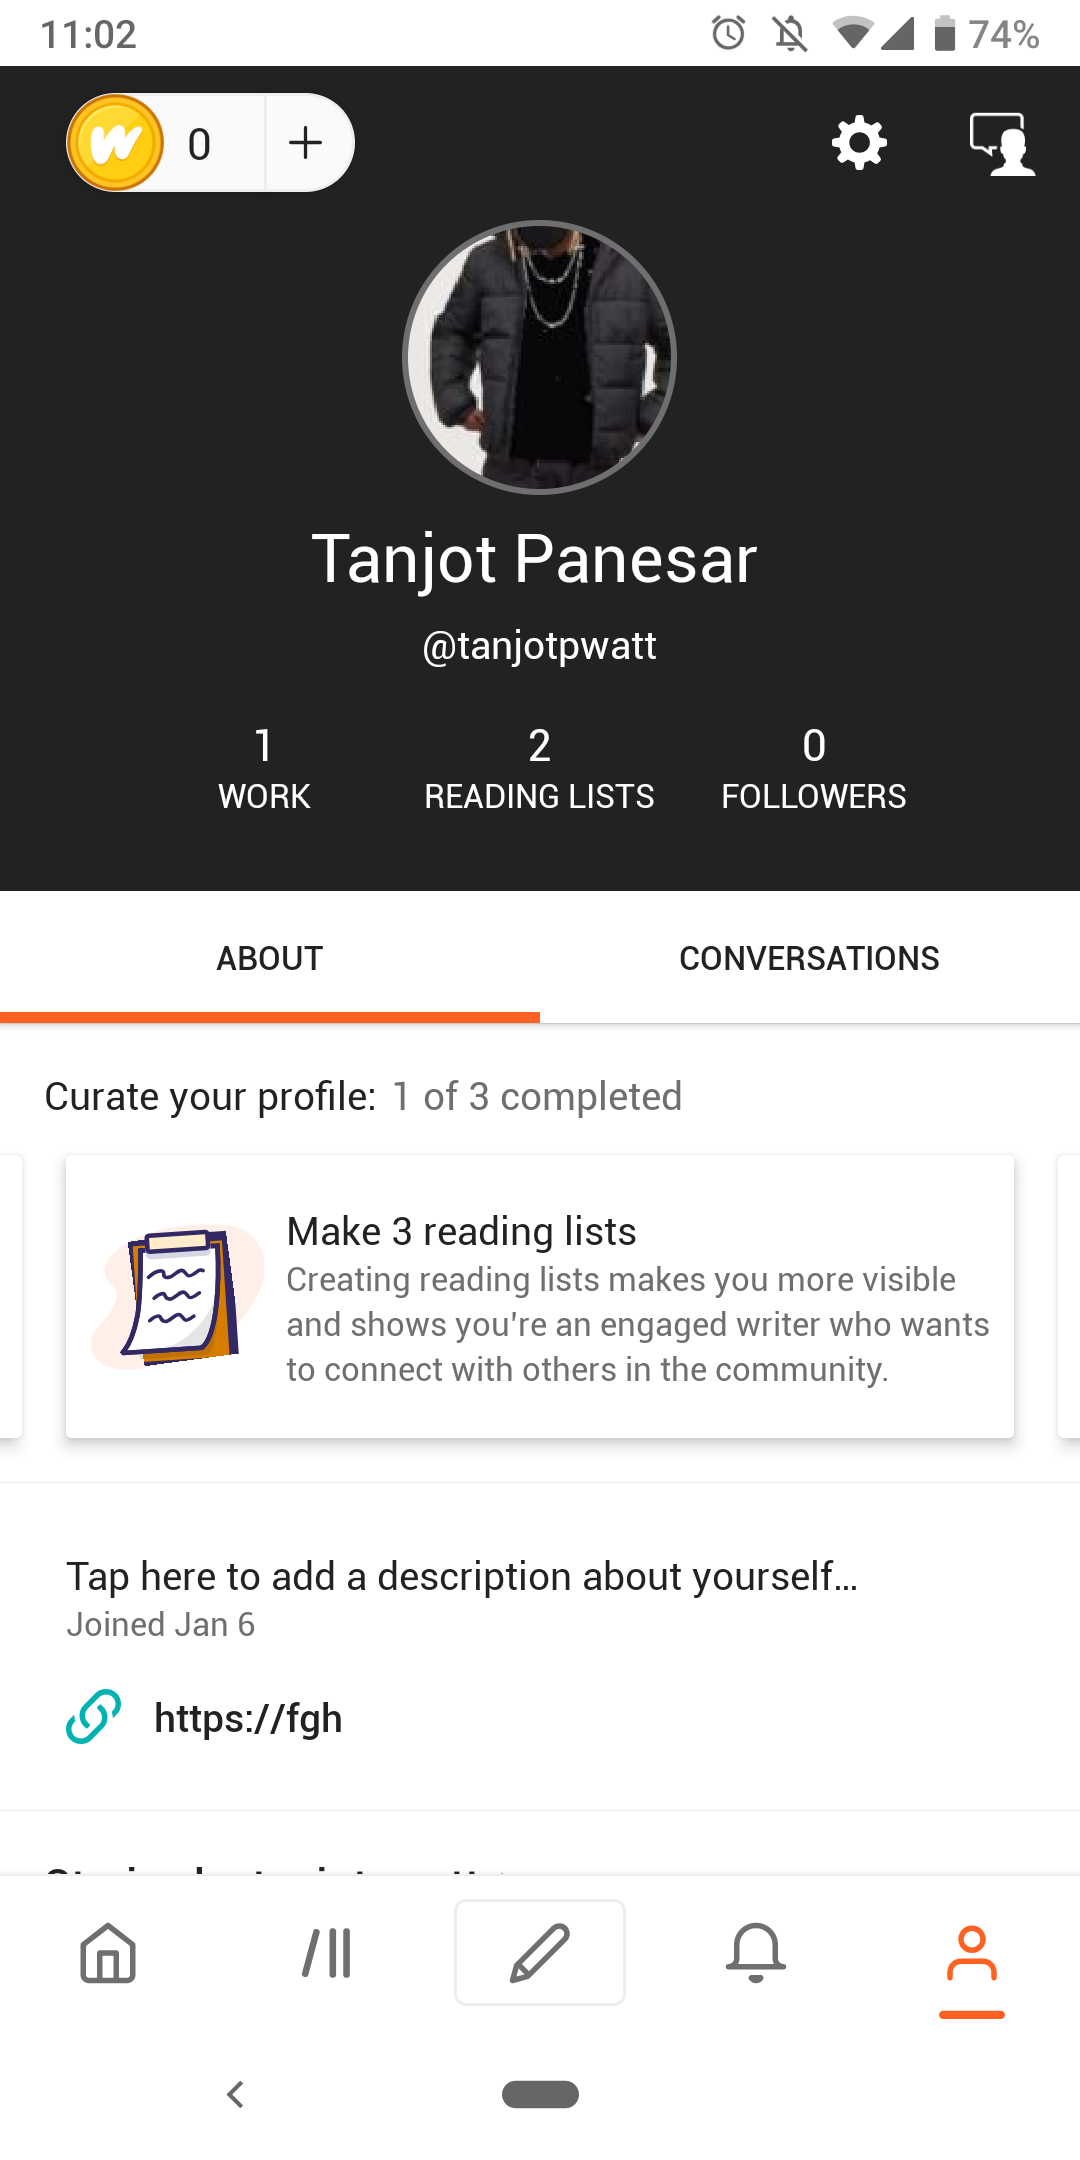 11:02
74%
0
Tanjot Panesar
@tanjotpwatt
1 2 0
WORK READING LISTS FOLLOWERS
ABOUT CONVERSATIONS
Curate your profile: 1 of 3 completed
Make 3 reading lists
Creating reading lists makes you more visible
and shows you're an engaged writer who wants
to connect with others in the community.
Tap here to add a description about yourself...
Joined Jan 6
https://fgh